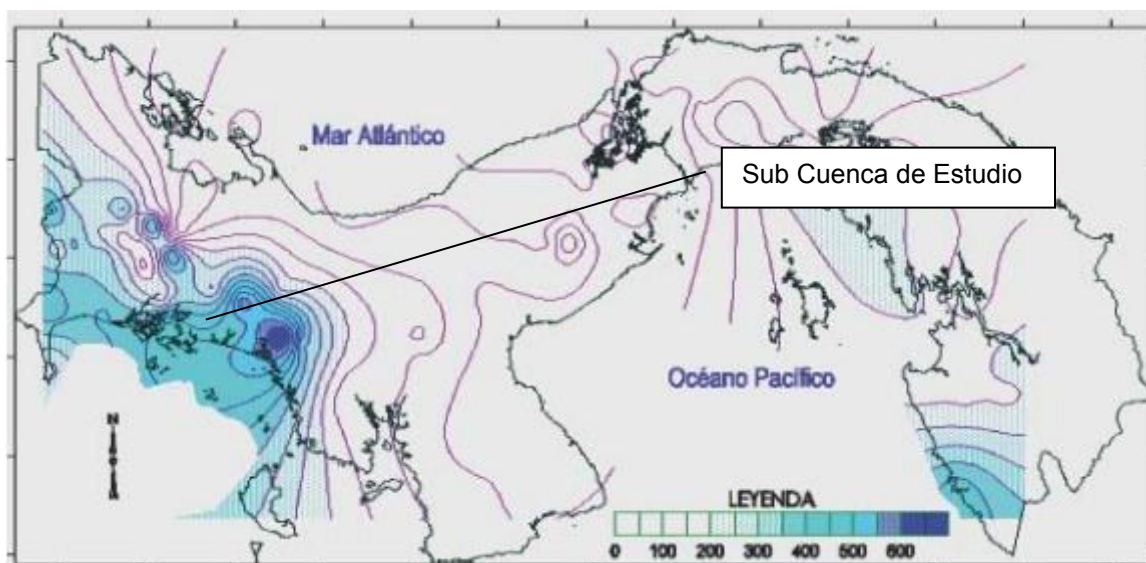 Mar Atlántico
Sub Cuenca de Estudio
Océano Pacífico
N
LEYENDA
0 100 200 300 400 500 600